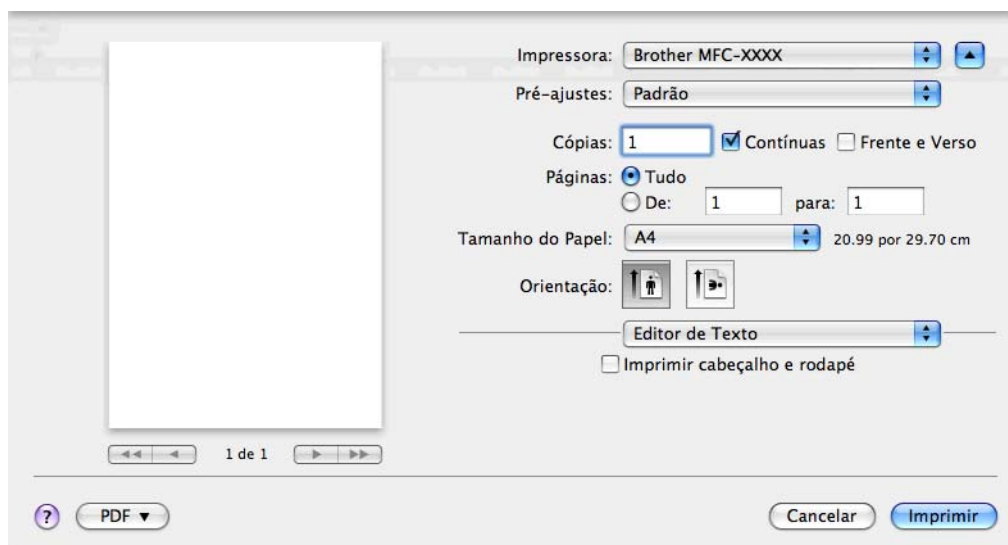 Impressora: Brother MFC-XXXX
Pré-ajustes: Padrão
Cópias: 1 Contínuas Frente e Verso
Páginas: Tudo
De: 1 para: 1
Tamanho do Papel: A4 20.99 por 29.70 cm
Orientação:
Editor de Texto
Imprimir cabeçalho e rodapé
1 de 1
? PDF Cancelar Imprimir